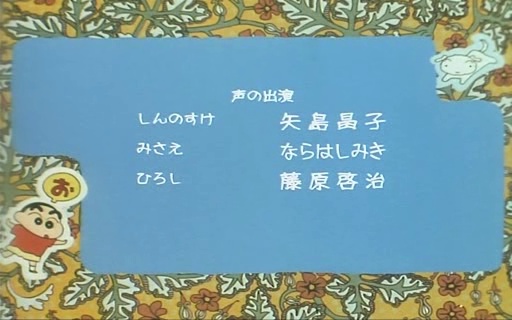 声の出演
しんのすけ 矢島晶子
みさえ ならはしみき
ひろし 藤原啓治
お